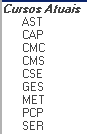 Cursos Atuais
AST
CAP
CMC
CMS
CSE
GES
MET
PCP
SER